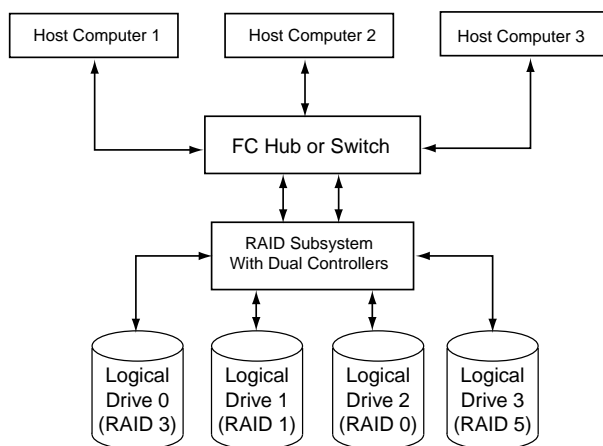 Host Computer 1
Host Computer 2
Host Computer 3
FC Hub or Switch
RAID Subsystem
With Dual Controllers
Logical
Drive 0
(RAID 3)
Logical
Drive 1
(RAID 1)
Logical
Drive 2
(RAID 0)
Logical
Drive 3
(RAID 5)